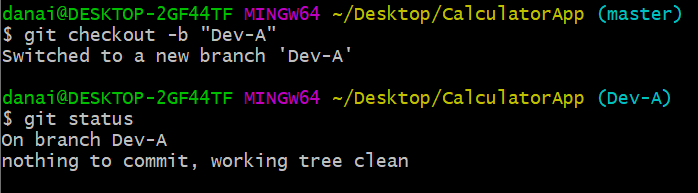 danai@DESKTOP-2GF44TF MINGW64 ~/Desktop/CalculatorApp (master)
$ git checkout -b "Dev-A"
Switched to a new branch 'Dev-A'
danai@DESKTOP-2GF44TF MINGW64 ~/Desktop/CalculatorApp (Dev-A)
$ git status
On branch Dev-A
nothing to commit, working tree clean